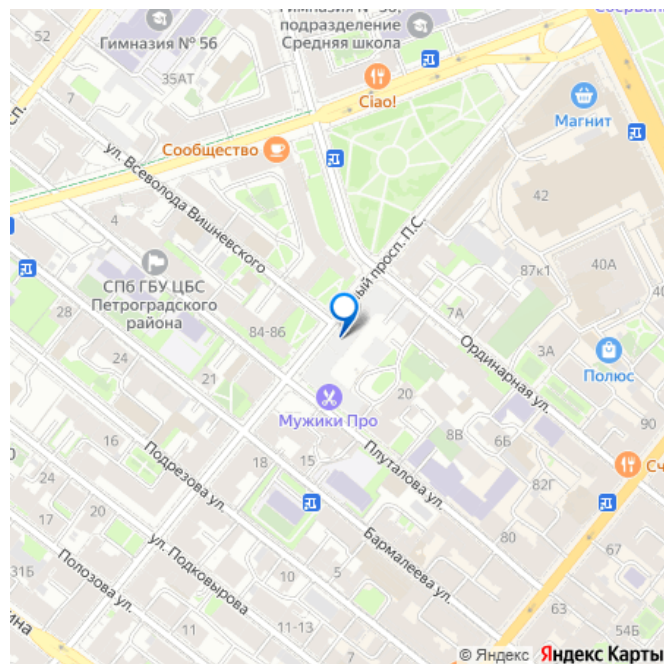 52
Гимназия № 56
подразделение
Средняя школа
35АТ
7
Ciao!
Магнит
Сообщество
ул. Всеволода Вишневского
42
4
СПб ГБУ ЦБС
Петроградского
района
ный просп. П.С.
87к1
40А
28
84-86
7А
Ординарная ул.
3А
Полюс
24
21
Мужики Про
20
90
8В
6Б
16
Подрезова ул.
18
15
Плуталова ул.
82Г
24
20
17
ул. Подковырова
Бармалеева ул.
80
67
Полозова ул.
31Б
10
5
11-13
7
63
54Б
© Яндекс Яндекс Карты